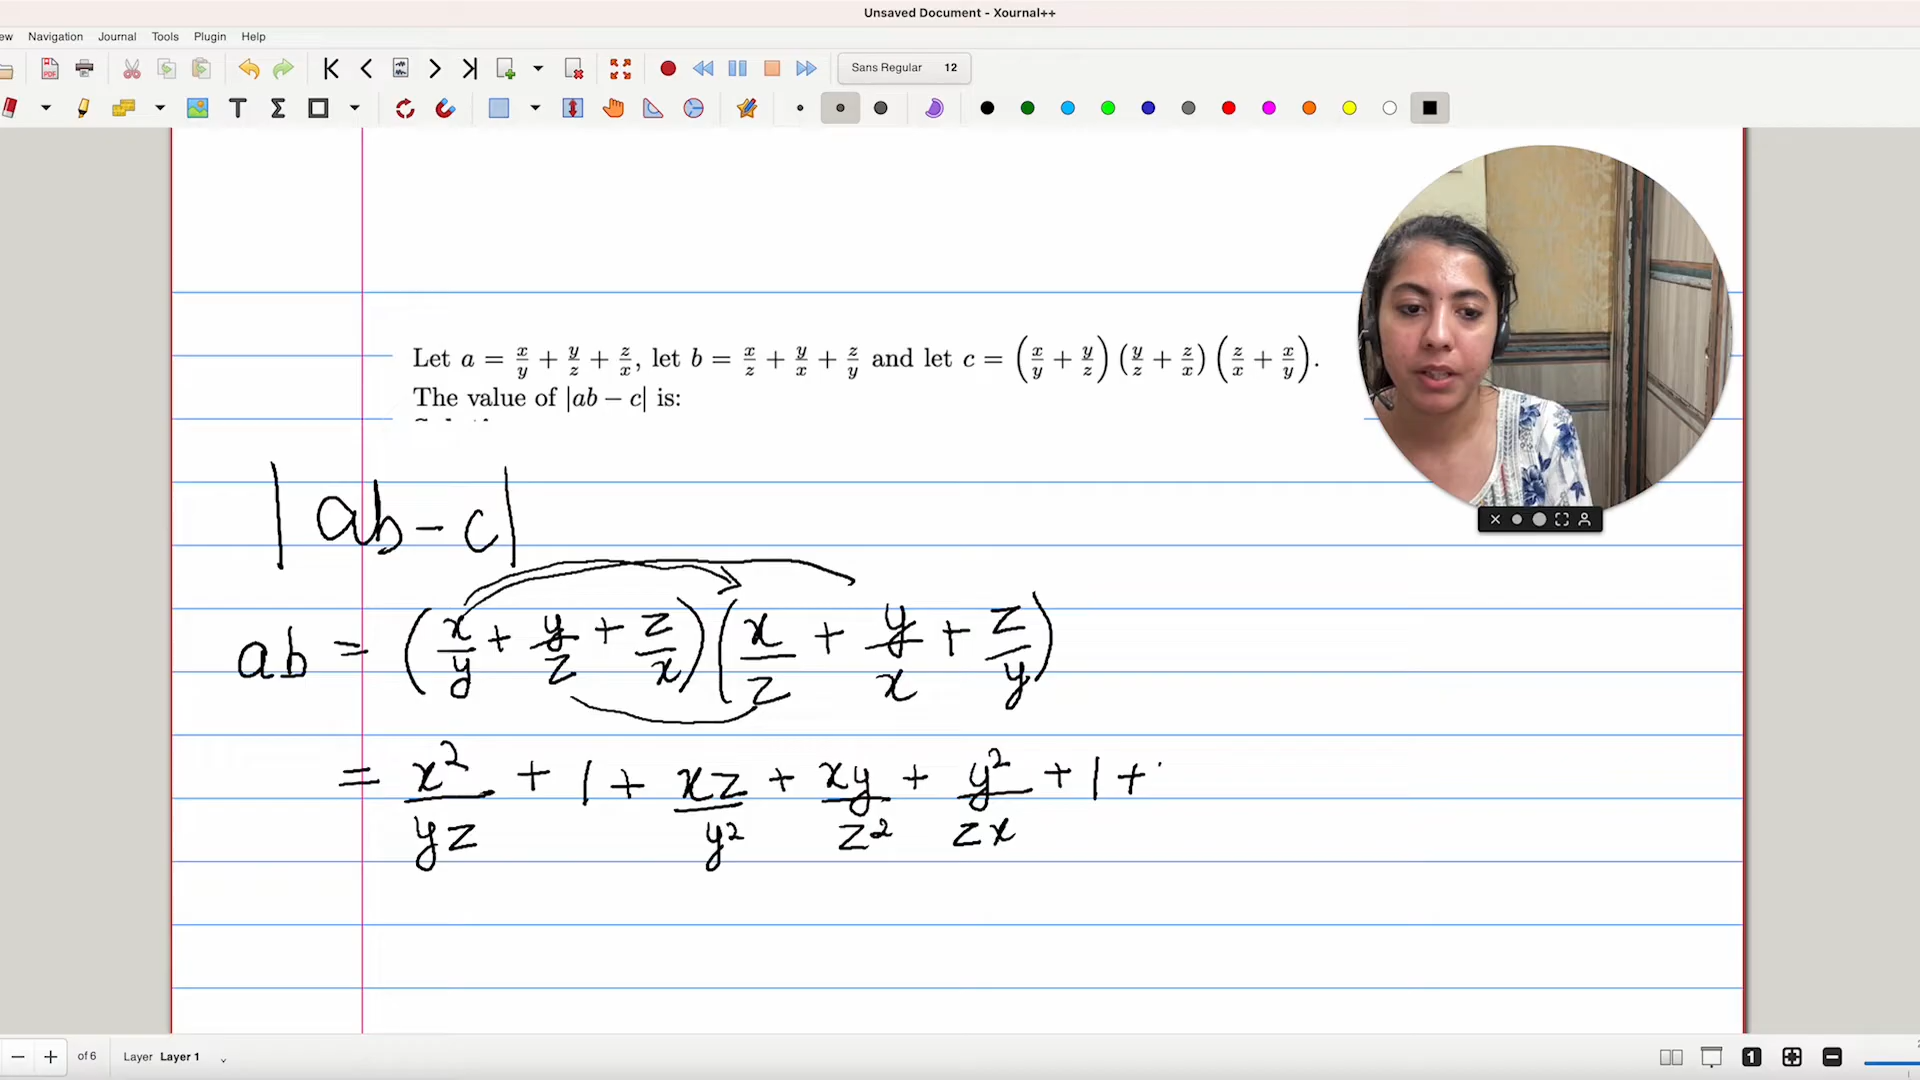 Unsaved Document - Xournal++
ew Navigation Journal Tools Plugin Help
Sans Regular 12
Let a = x/y + y/z + z/x, let b = x/z + y/x + z/y and let c = (x/y + y/z)(y/z + z/x)(z/x + x/y).
The value of |ab − c| is:
|ab - c|
ab = (x/y + y/z + z/x)(x/z + y/x + z/y)
= x²/yz + 1 + xz/y² + xy/z² + y²/zx + 1 +
of 6 Layer Layer 1